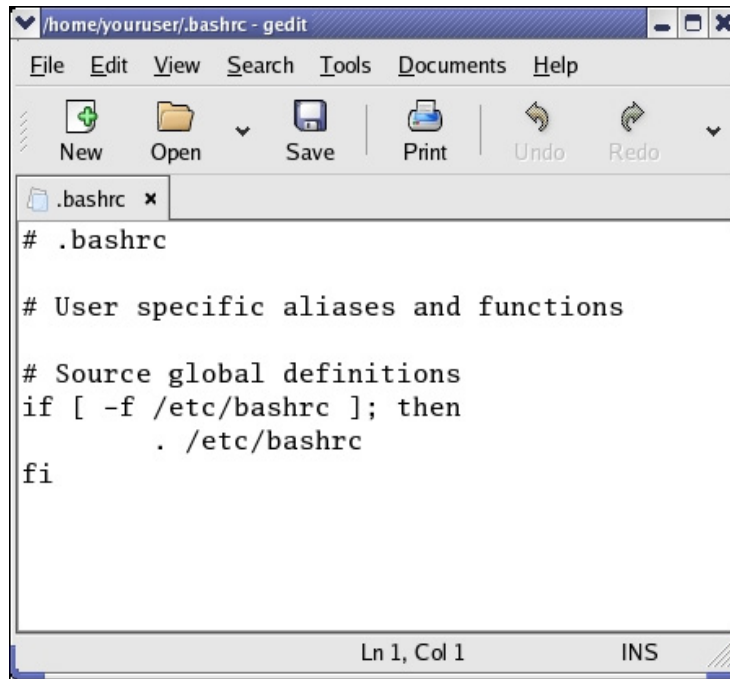 /home/youruser/.bashrc - gedit
File Edit View Search Tools Documents Help
New Open Save Print Undo Redo
.bashrc
# .bashrc
# User specific aliases and functions
# Source global definitions
if [ -f /etc/bashrc ]; then
        . /etc/bashrc
fi
Ln 1, Col 1 INS